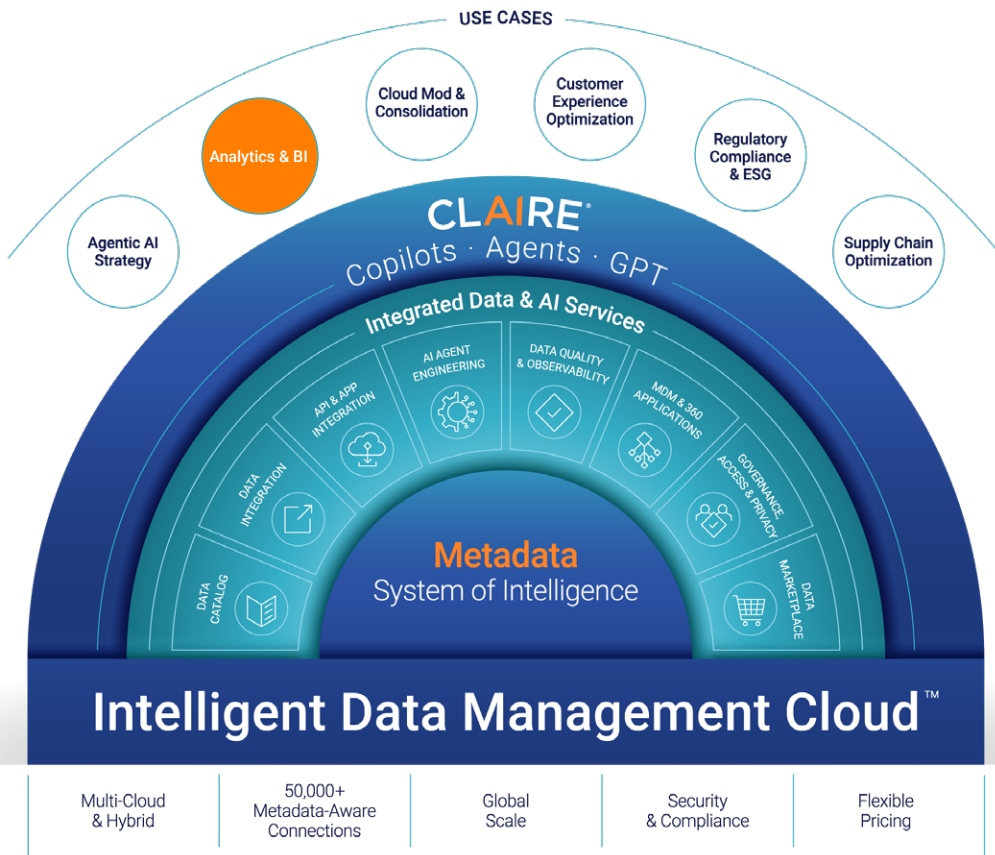 USE CASES
Agentic AI
Strategy
Analytics & BI
Cloud Mod &
Consolidation
Customer
Experience
Optimization
Regulatory
Compliance
& ESG
Supply Chain
Optimization
CLAIRE®
Copilots · Agents · GPT
Integrated Data & AI Services
DATA
CATALOG
DATA
INTEGRATION
API & APP
INTEGRATION
AI AGENT
ENGINEERING
DATA QUALITY
& OBSERVABILITY
MDM & 360
APPLICATIONS
GOVERNANCE,
ACCESS & PRIVACY
DATA
MARKETPLACE
Metadata
System of Intelligence
Intelligent Data Management Cloud™
Multi-Cloud
& Hybrid
50,000+
Metadata-Aware
Connections
Global
Scale
Security
& Compliance
Flexible
Pricing